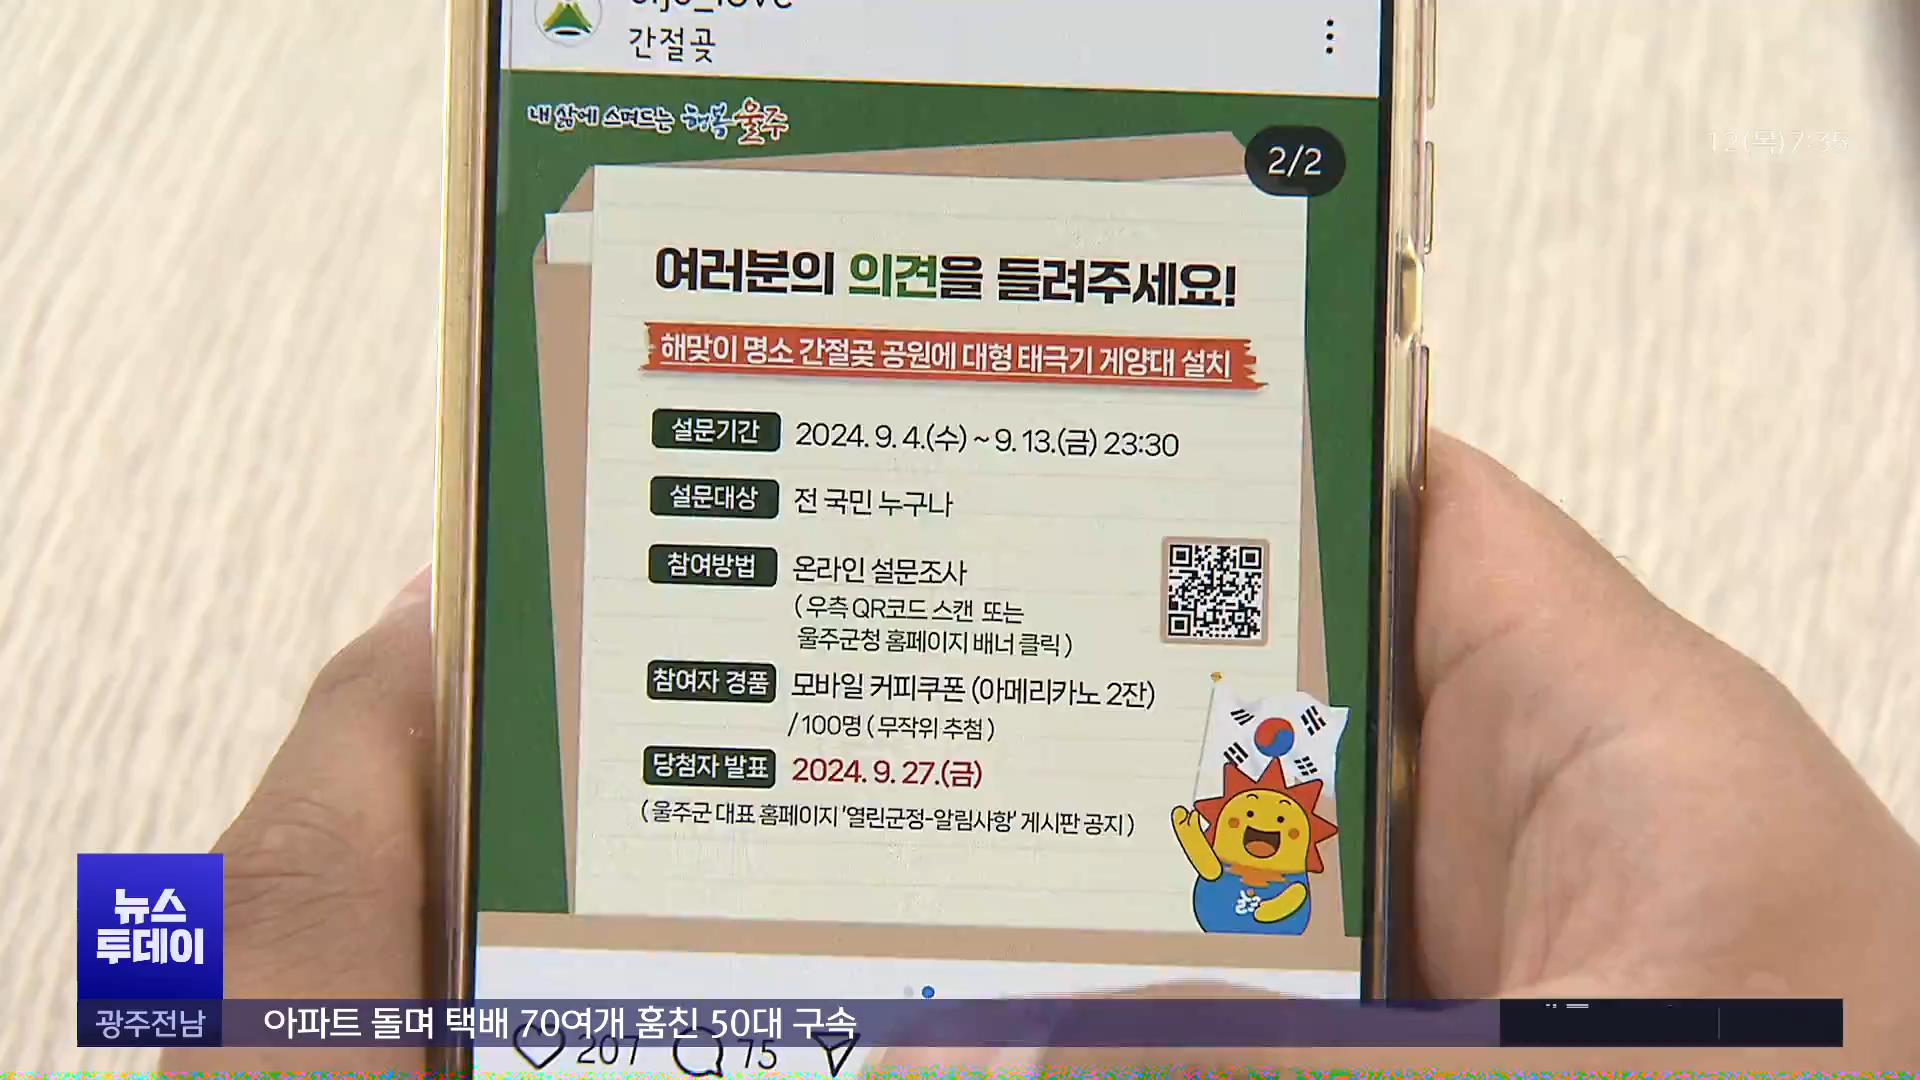 간절곶
내 삶에 스며드는 행복 울주
2/2
12(목) 7:35
여러분의 의견을 들려주세요!
해맞이 명소 간절곶 공원에 대형 태극기 게양대 설치
설문기간 2024. 9. 4.(수) ~ 9. 13.(금) 23:30
설문대상 전 국민 누구나
참여방법 온라인 설문조사
( 우측 QR코드 스캔 또는
울주군청 홈페이지 배너 클릭 )
참여자 경품 모바일 커피쿠폰 (아메리카노 2잔)
/ 100명 ( 무작위 추첨 )
당첨자 발표 2024. 9. 27.(금)
( 울주군 대표 홈페이지 '열린군정-알림사항' 게시판 공지 )
뉴스
투데이
광주전남 아파트 돌며 택배 70여개 훔친 50대 구속
207 75